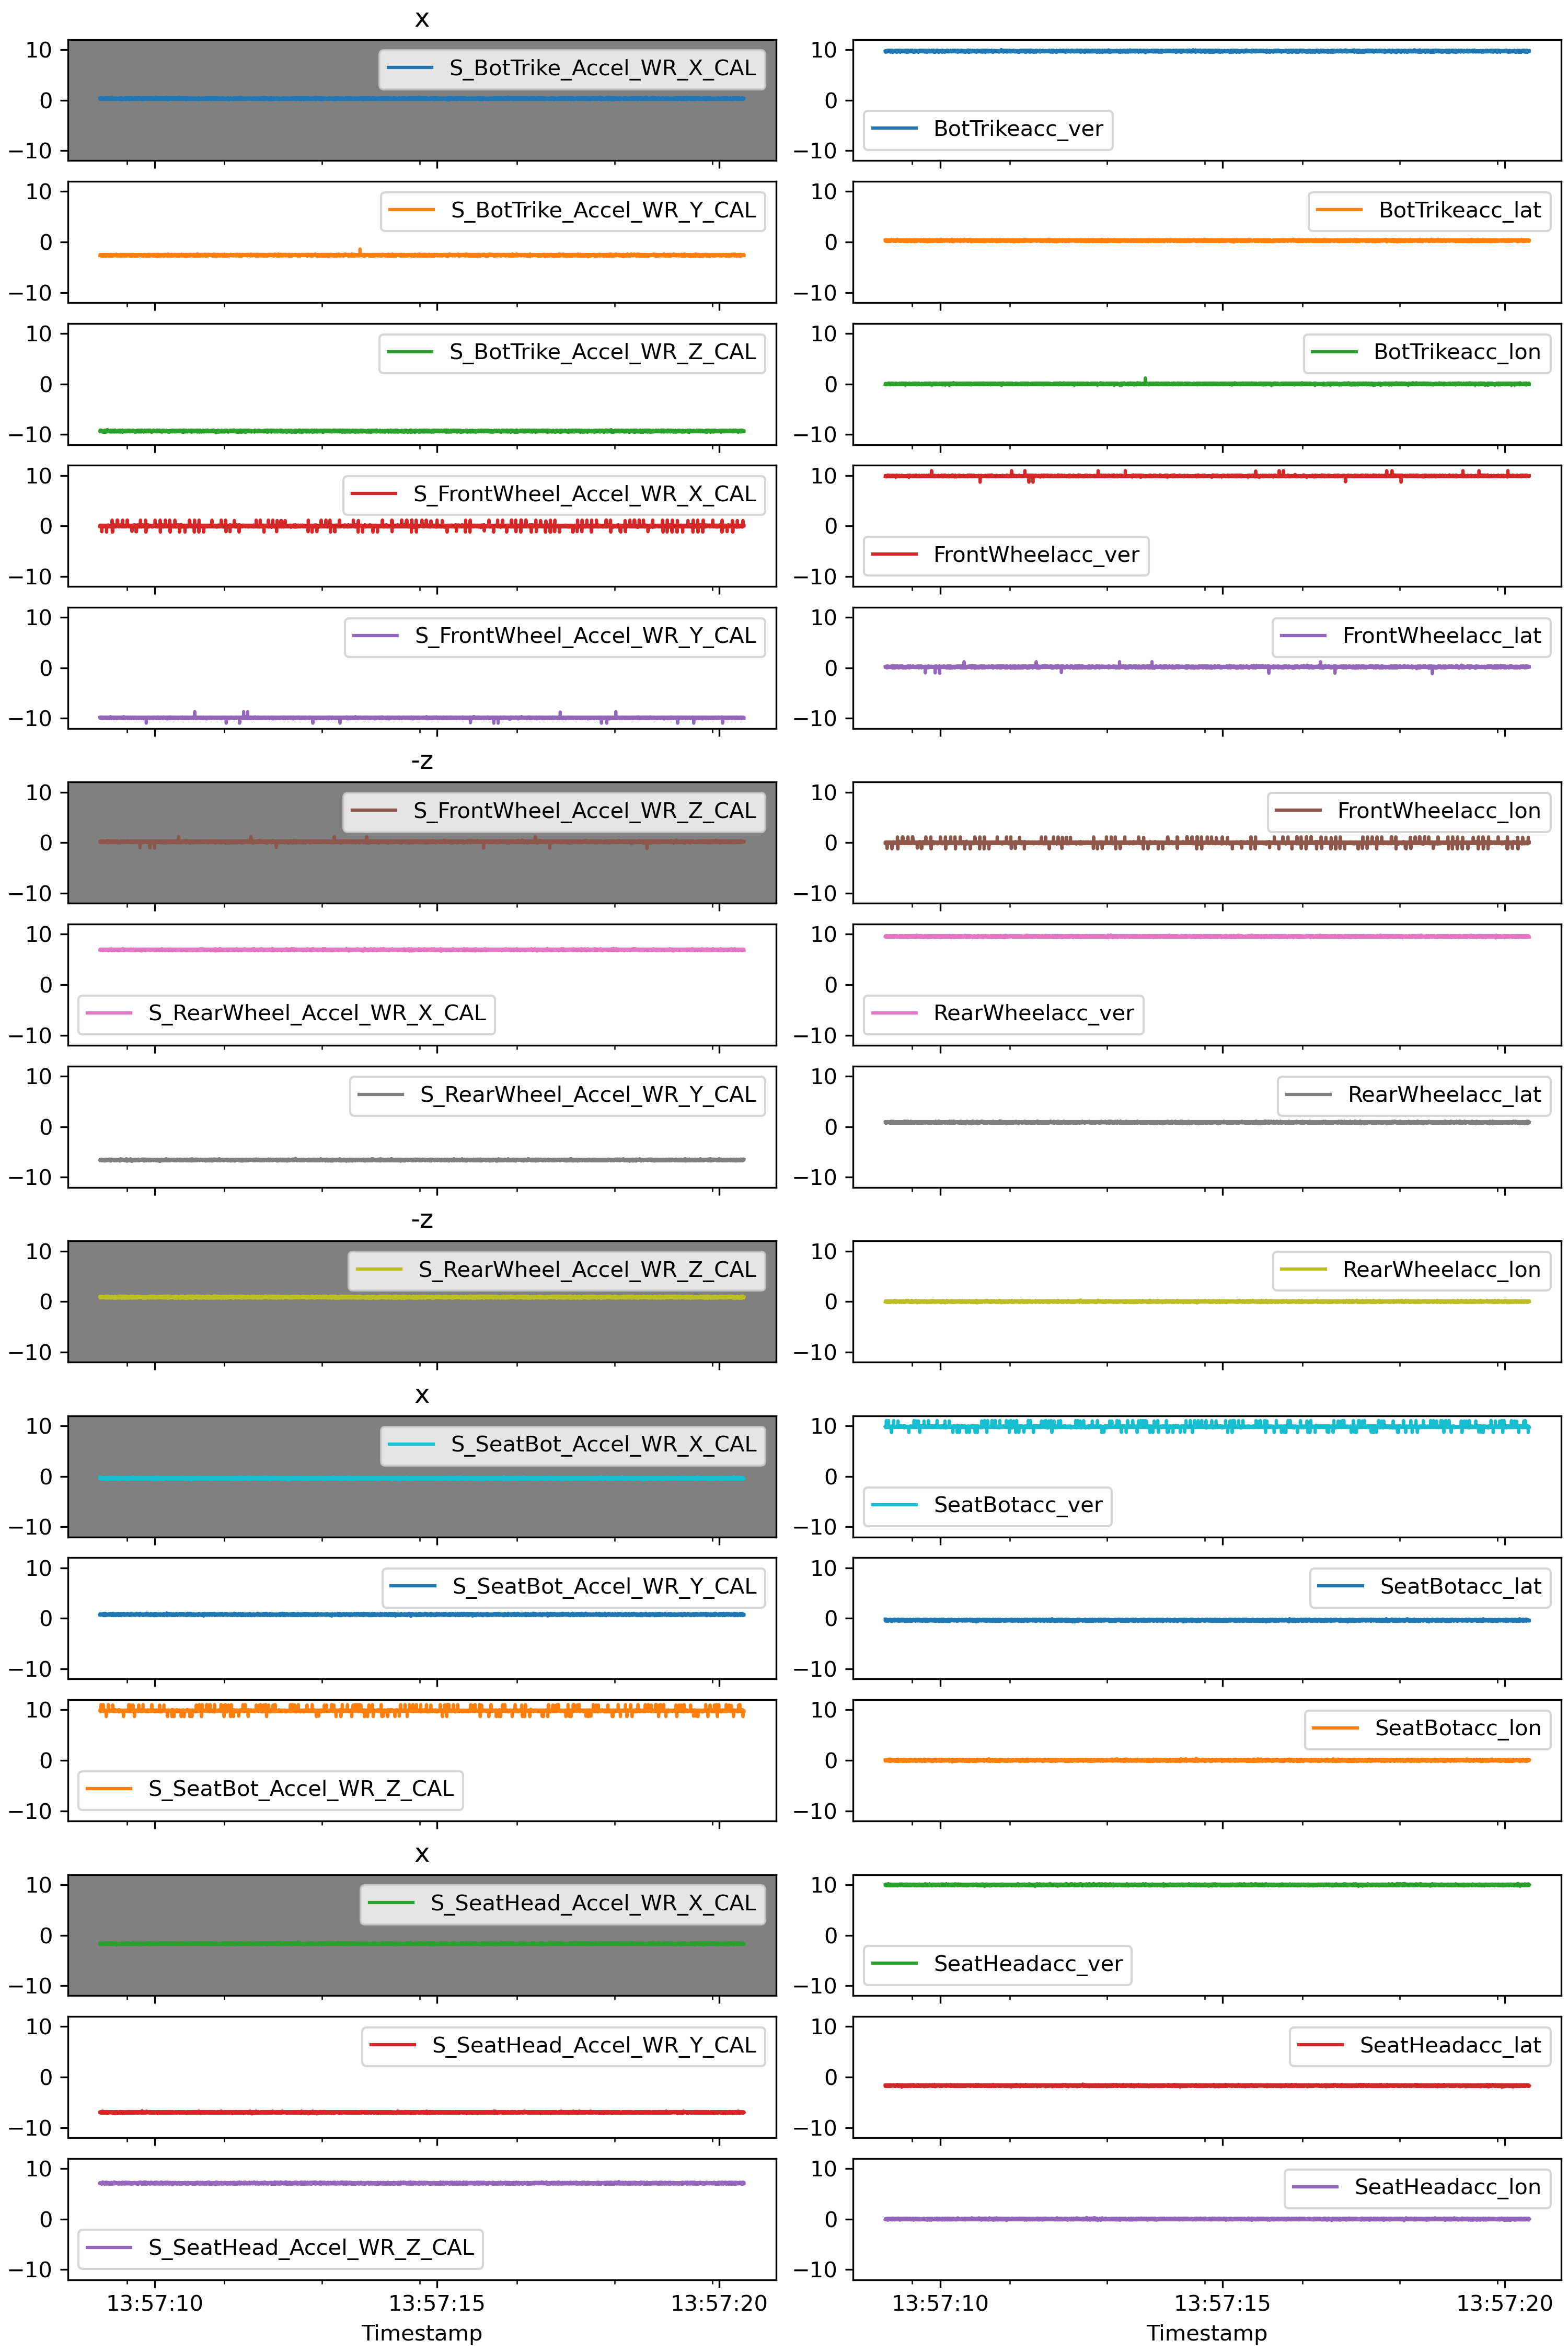 x
10
0
−10
S_BotTrike_Accel_WR_X_CAL
10
0
−10
BotTrikeacc_ver
10
0
−10
S_BotTrike_Accel_WR_Y_CAL
10
0
−10
BotTrikeacc_lat
10
0
−10
S_BotTrike_Accel_WR_Z_CAL
10
0
−10
BotTrikeacc_lon
10
0
−10
S_FrontWheel_Accel_WR_X_CAL
10
0
−10
FrontWheelacc_ver
10
0
−10
S_FrontWheel_Accel_WR_Y_CAL
10
0
−10
FrontWheelacc_lat
-z
10
0
−10
S_FrontWheel_Accel_WR_Z_CAL
10
0
−10
FrontWheelacc_lon
10
0
−10
S_RearWheel_Accel_WR_X_CAL
10
0
−10
RearWheelacc_ver
10
0
−10
S_RearWheel_Accel_WR_Y_CAL
10
0
−10
RearWheelacc_lat
-z
10
0
−10
S_RearWheel_Accel_WR_Z_CAL
10
0
−10
RearWheelacc_lon
x
10
0
−10
S_SeatBot_Accel_WR_X_CAL
10
0
−10
SeatBotacc_ver
10
0
−10
S_SeatBot_Accel_WR_Y_CAL
10
0
−10
SeatBotacc_lat
10
0
−10
S_SeatBot_Accel_WR_Z_CAL
10
0
−10
SeatBotacc_lon
x
10
0
−10
S_SeatHead_Accel_WR_X_CAL
10
0
−10
SeatHeadacc_ver
10
0
−10
S_SeatHead_Accel_WR_Y_CAL
10
0
−10
SeatHeadacc_lat
10
0
−10
S_SeatHead_Accel_WR_Z_CAL
10
0
−10
SeatHeadacc_lon
13:57:10 13:57:15 13:57:20
Timestamp
13:57:10 13:57:15 13:57:20
Timestamp